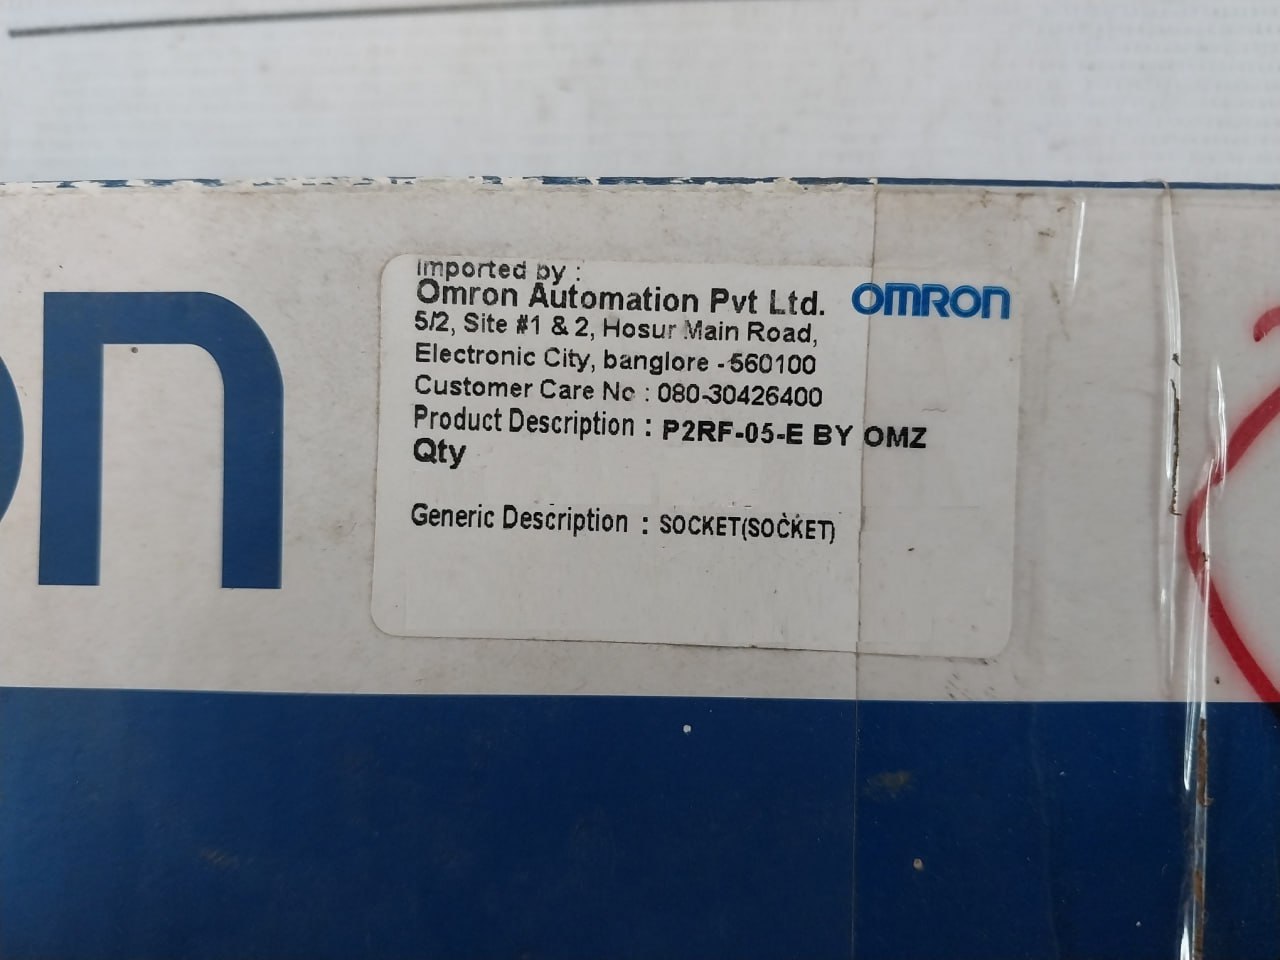 on
Imported by :
Omron Automation Pvt Ltd. OMRON
5/2, Site #1 & 2, Hosur Main Road,
Electronic City, banglore - 560100
Customer Care No : 080-30426400
Product Description : P2RF-05-E BY OMZ
Qty
Generic Description : SOCKET(SOCKET)